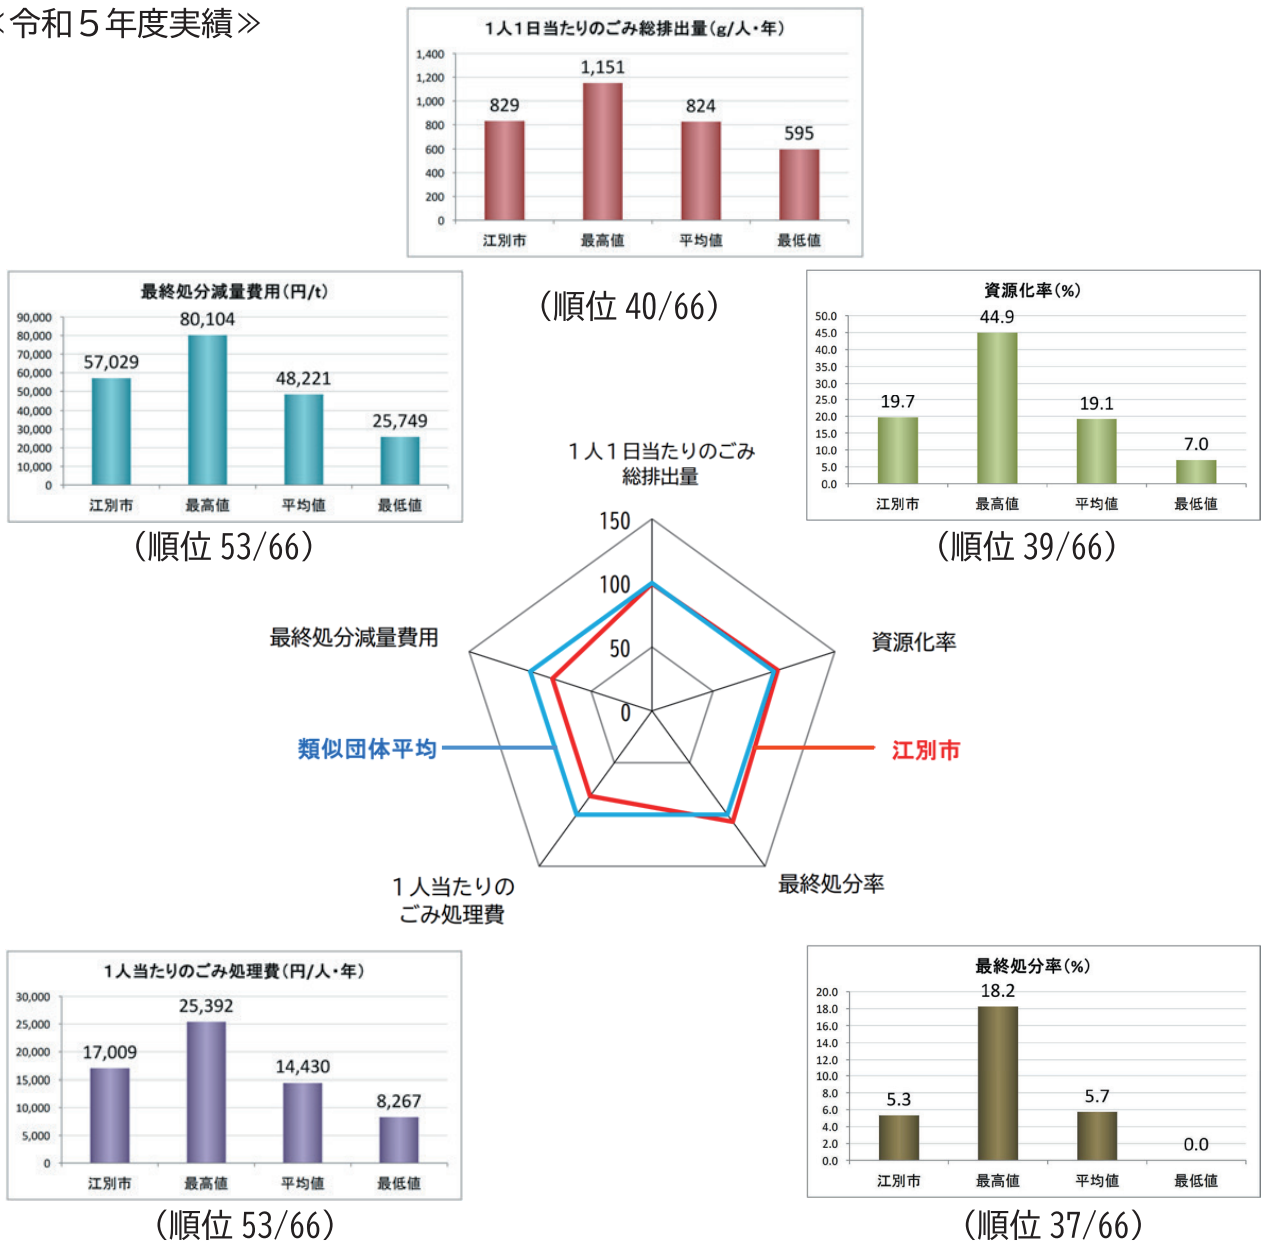 ≪令和５年度実績≫
1人1日当たりのごみ総排出量(g/人・年)
1,400
1,200
1,000
800
600
400
200
0
829
1,151
824
595
江別市
最高値
平均値
最低値
(順位 40/66)
最終処分減量費用(円/t)
90,000
80,000
70,000
60,000
50,000
40,000
30,000
20,000
10,000
0
57,029
80,104
48,221
25,749
江別市
最高値
平均値
最低値
(順位 53/66)
資源化率(%)
50.0
45.0
40.0
35.0
30.0
25.0
20.0
15.0
10.0
5.0
0.0
19.7
44.9
19.1
7.0
江別市
最高値
平均値
最低値
(順位 39/66)
１人１日当たりのごみ
総排出量
150
100
50
0
最終処分減量費用
資源化率
類似団体平均
江別市
１人当たりの
ごみ処理費
最終処分率
1人当たりのごみ処理費(円/人・年)
30,000
25,000
20,000
15,000
10,000
5,000
0
17,009
25,392
14,430
8,267
江別市
最高値
平均値
最低値
(順位 53/66)
最終処分率(%)
20.0
18.0
16.0
14.0
12.0
10.0
8.0
6.0
4.0
2.0
0.0
5.3
18.2
5.7
0.0
江別市
最高値
平均値
最低値
(順位 37/66)